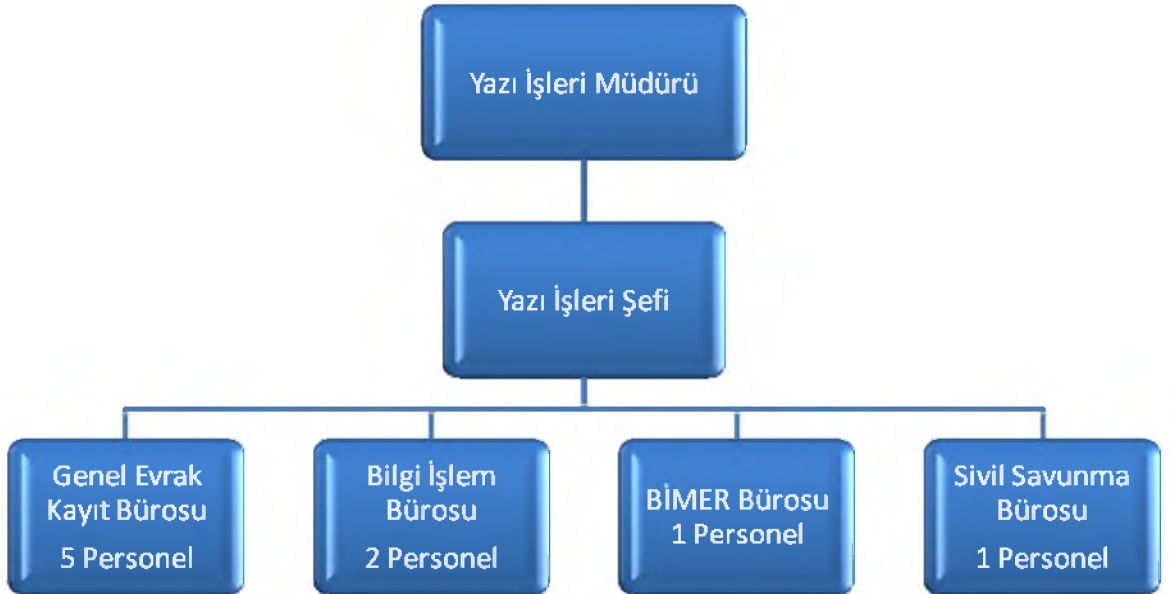 Yazı İşleri Müdürü
Yazı İşleri Şefi
Genel Evrak
Kayıt Bürosu
5 Personel
Bilgi İşlem
Bürosu
2 Personel
BİMER Bürosu
1 Personel
Sivil Savunma
Bürosu
1 Personel